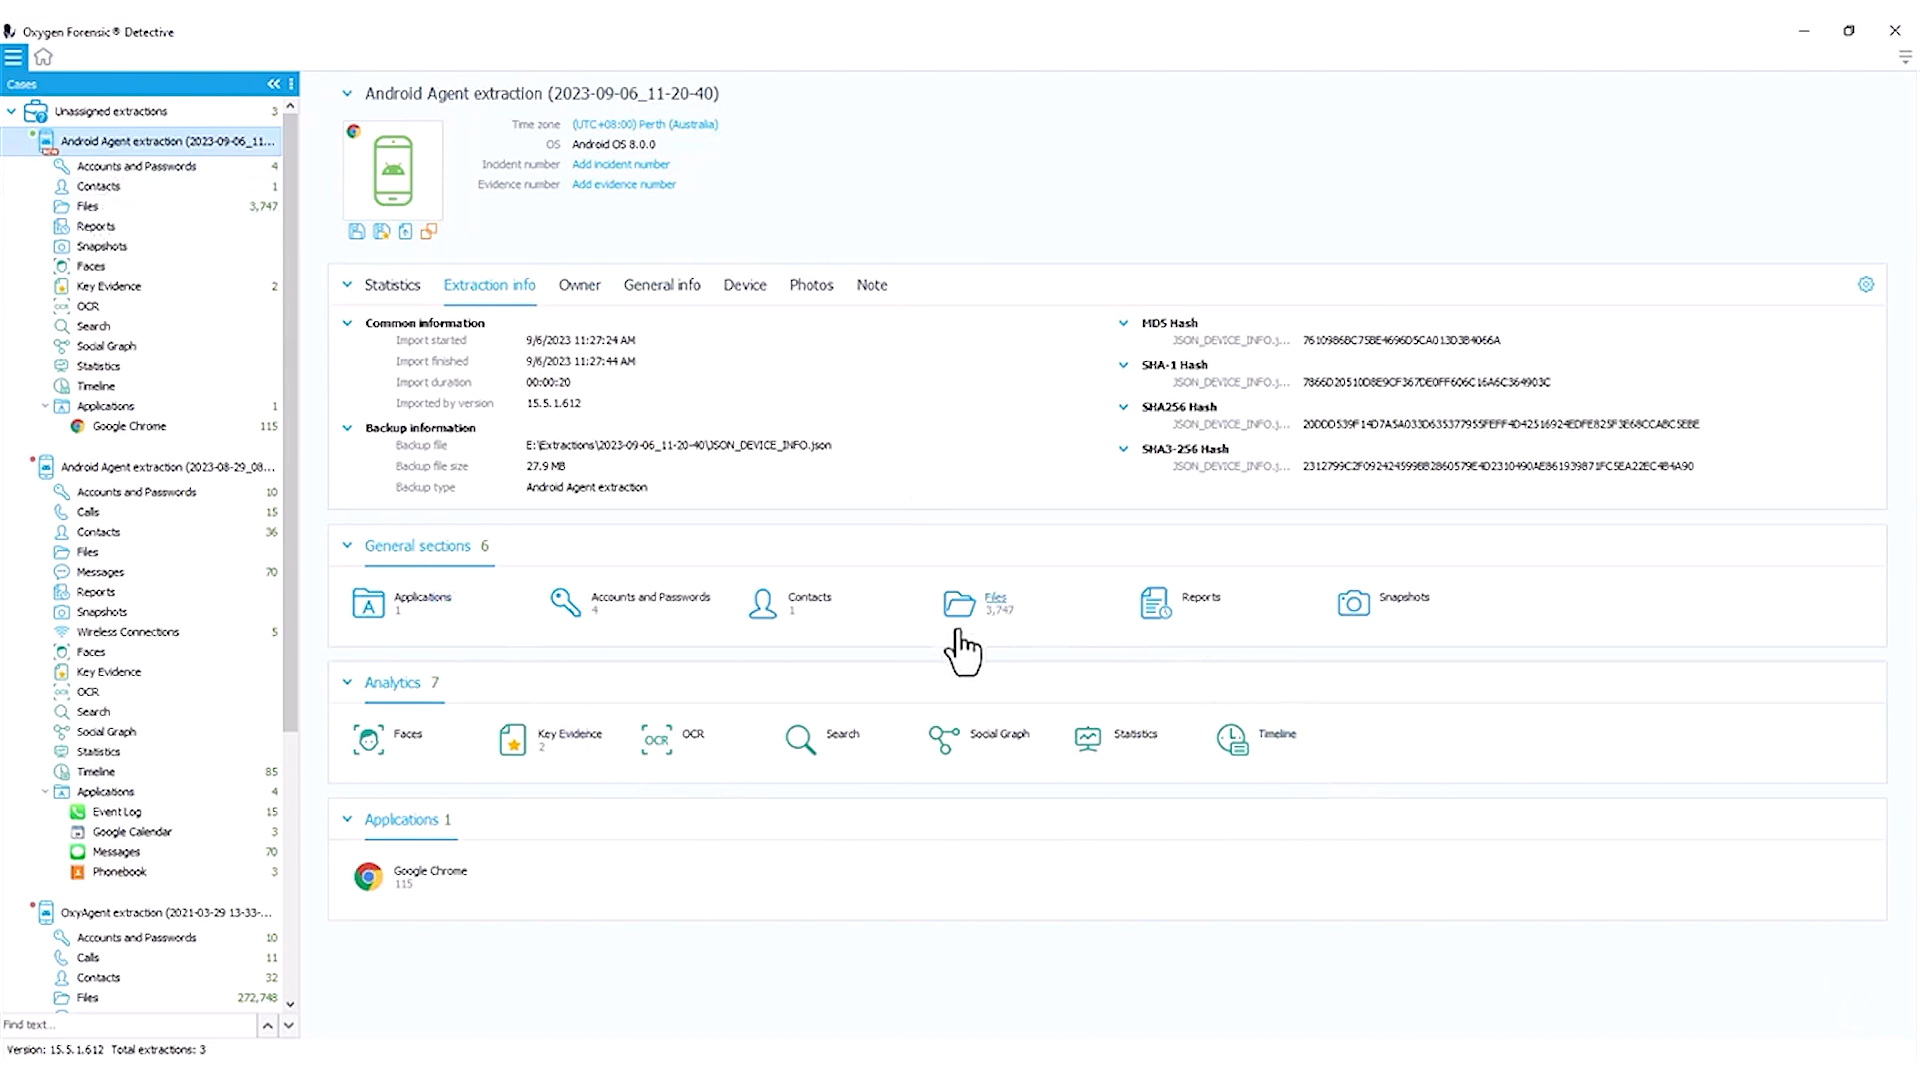 Oxygen Forensic® Detective
Cases
Unassigned extractions 3
Android Agent extraction (2023-09-06_11...
Accounts and Passwords 4
Contacts 1
Files 3,747
Reports
Snapshots
Faces
Key Evidence 2
OCR
Search
Social Graph
Statistics
Timeline
Applications 1
Google Chrome 115
Android Agent extraction (2023-08-29_08...
Accounts and Passwords 10
Calls 15
Contacts 36
Files
Messages 70
Reports
Snapshots
Wireless Connections 5
Faces
Key Evidence
OCR
Search
Social Graph
Statistics
Timeline 85
Applications 4
Event Log 15
Google Calendar 3
Messages 70
Phonebook 3
OxyAgent extraction (2021-03-29 13-33-...
Accounts and Passwords 10
Calls 11
Contacts 32
Files 272,748
Find text...
Version: 15.5.1.612 Total extractions: 3
Android Agent extraction (2023-09-06_11-20-40)
Time zone (UTC+08:00) Perth (Australia)
OS Android OS 8.0.0
Incident number Add incident number
Evidence number Add evidence number
Statistics Extraction info Owner General info Device Photos Note
Common information
Import started 9/6/2023 11:27:24 AM
Import finished 9/6/2023 11:27:44 AM
Import duration 00:00:20
Imported by version 15.5.1.612
Backup information
Backup file E:\Extractions\2023-09-06_11-20-40\JSON_DEVICE_INFO.json
Backup file size 27.9 MB
Backup type Android Agent extraction
MD5 Hash
JSON_DEVICE_INFO.j...
SHA-1 Hash
JSON_DEVICE_INFO.j...
SHA256 Hash
JSON_DEVICE_INFO.j...
SHA3-256 Hash
JSON_DEVICE_INFO.j...
General sections 6
Applications 1
Accounts and Passwords 4
Contacts 1
Files 3,747
Reports
Snapshots
Analytics 7
Faces
Key Evidence 2
OCR OCR
Search
Social Graph
Statistics
Timeline
Applications 1
Google Chrome
115